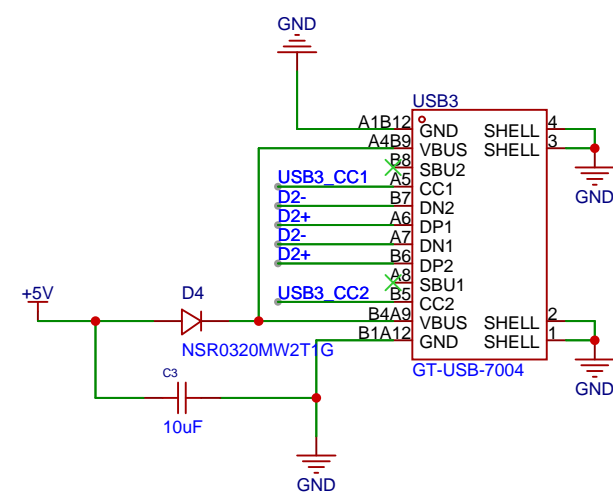 GND
USB3
A1B12 GND SHELL 4
A4B9 VBUS SHELL 3
B8 SBU2
USB3_CC1 A5 CC1
GND
D2- B7 DN2
D2+ A6 DP1
D2- A7 DN1
D2+ B6 DP2
A8 SBU1
USB3_CC2 B5 CC2
+5V D4 B4A9 VBUS SHELL 2
NSR0320MW2T1G B1A12 GND SHELL 1
GT-USB-7004
C3
GND
10uF
GND